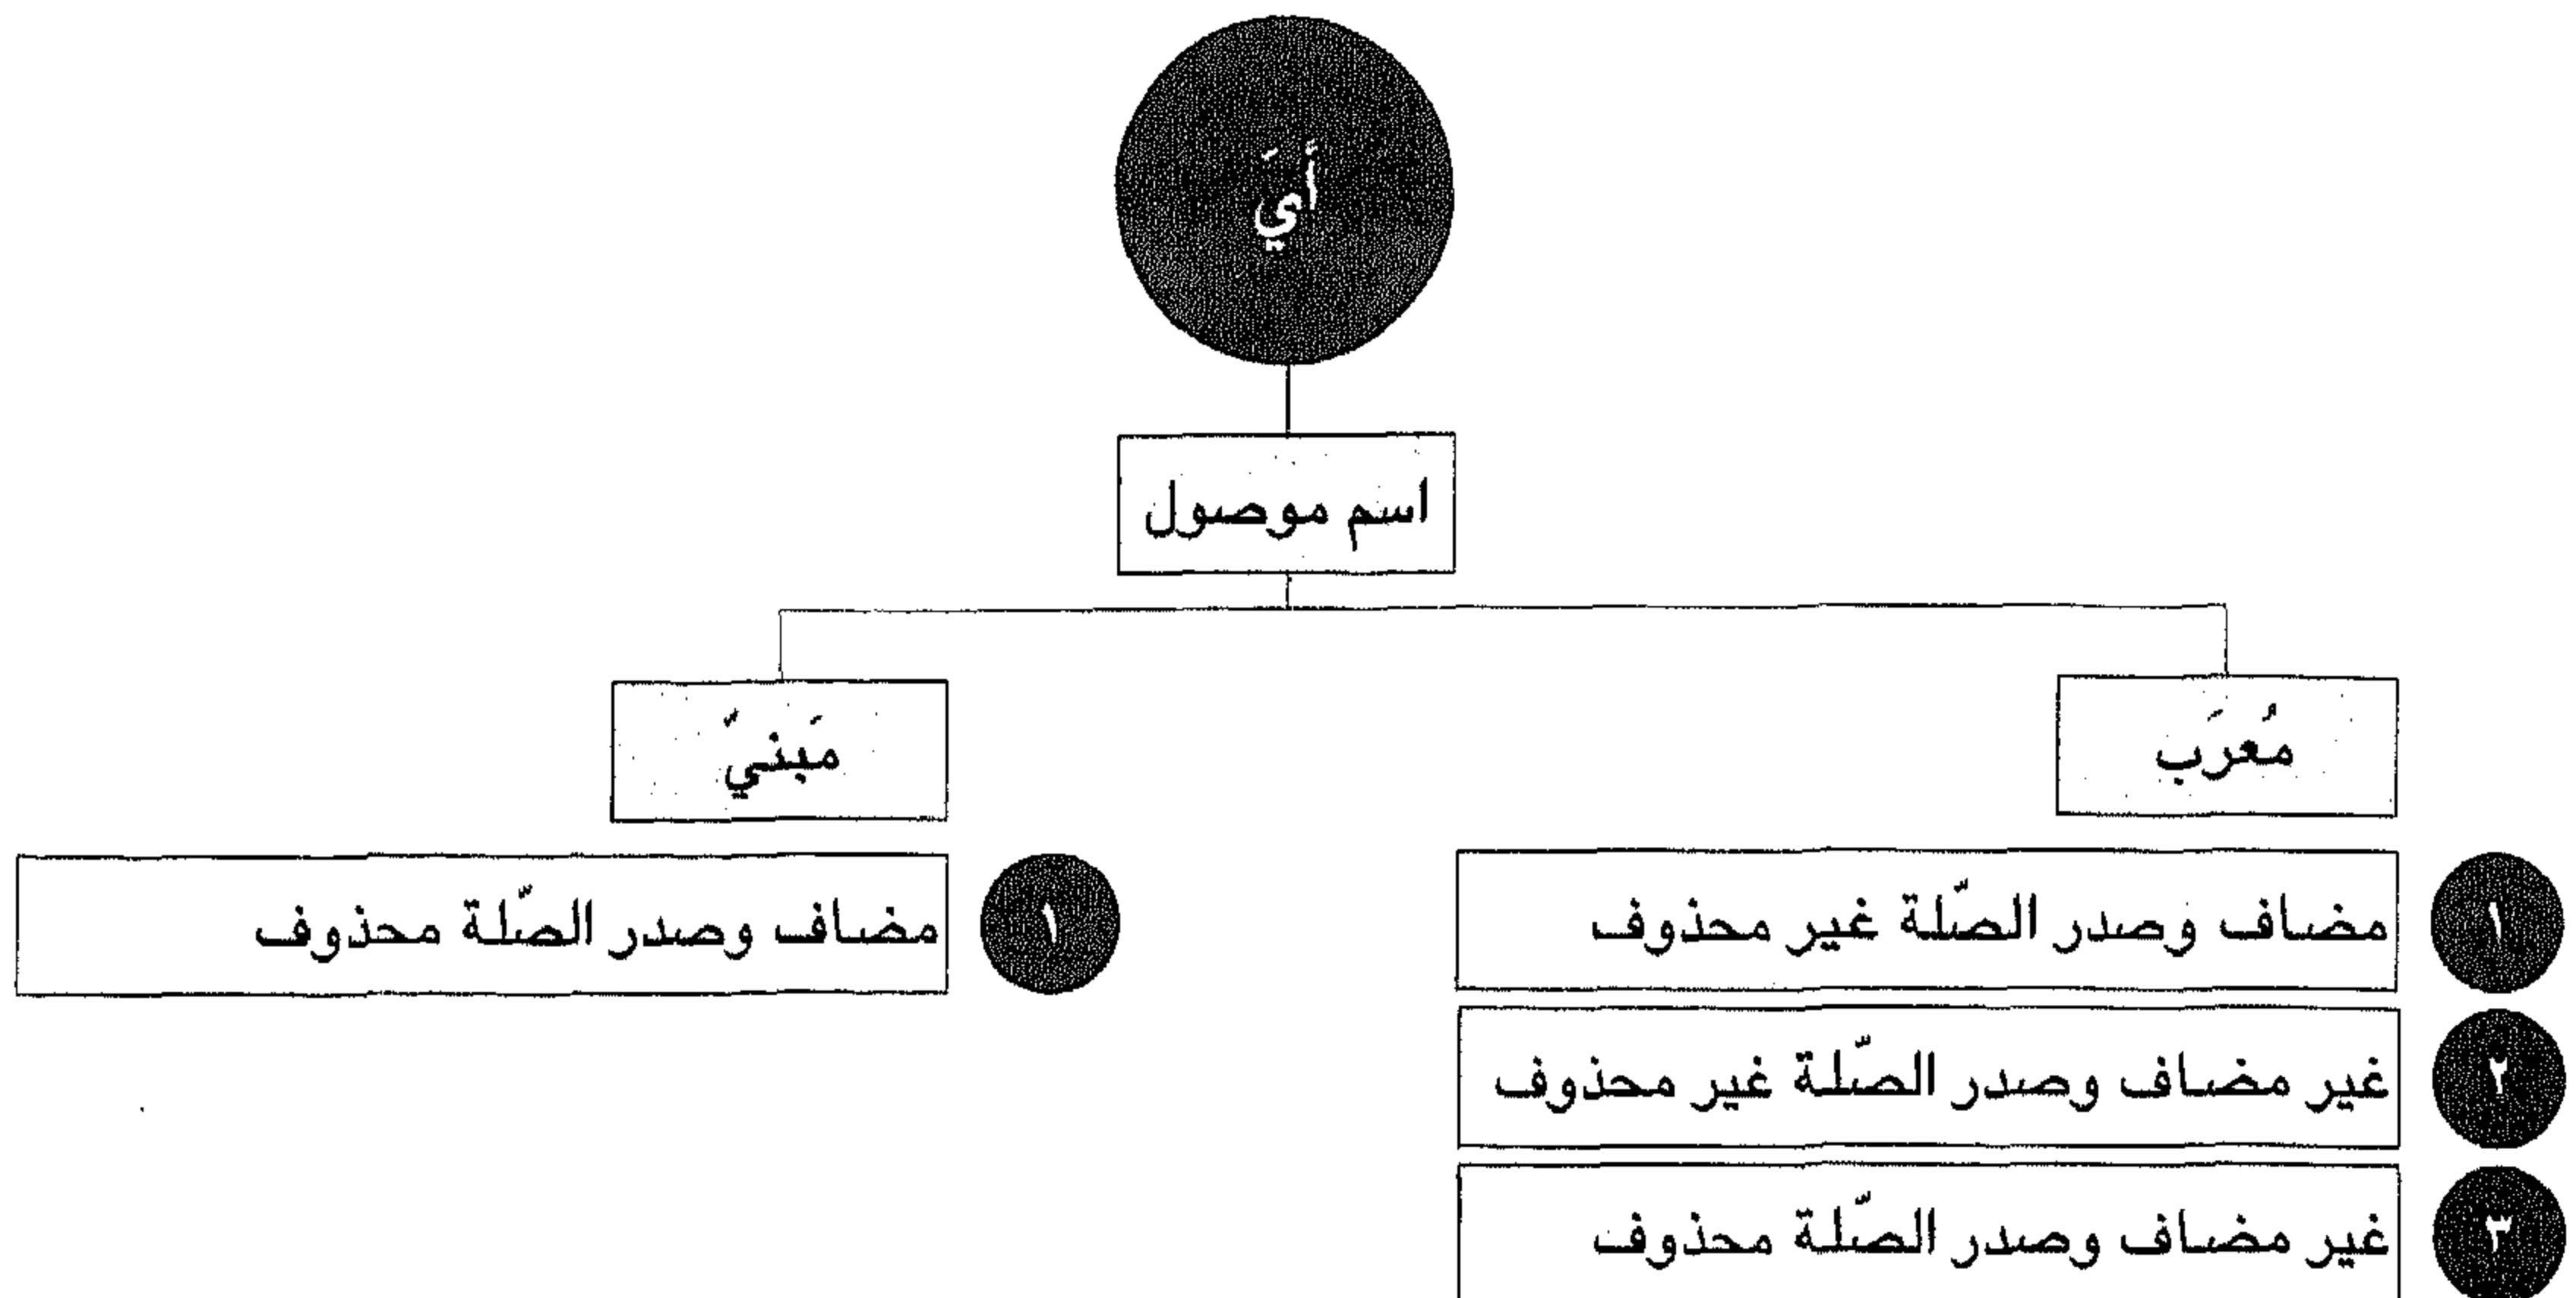 أيَ
اسم موصول
مُعرَب
مَبنيّ
١ مضاف وصدر الصّلة غير محذوف
٢ غير مضاف وصدر الصّلة غير محذوف
٣ غير مضاف وصدر الصّلة محذوف
١ مضاف وصدر الصّلة محذوف